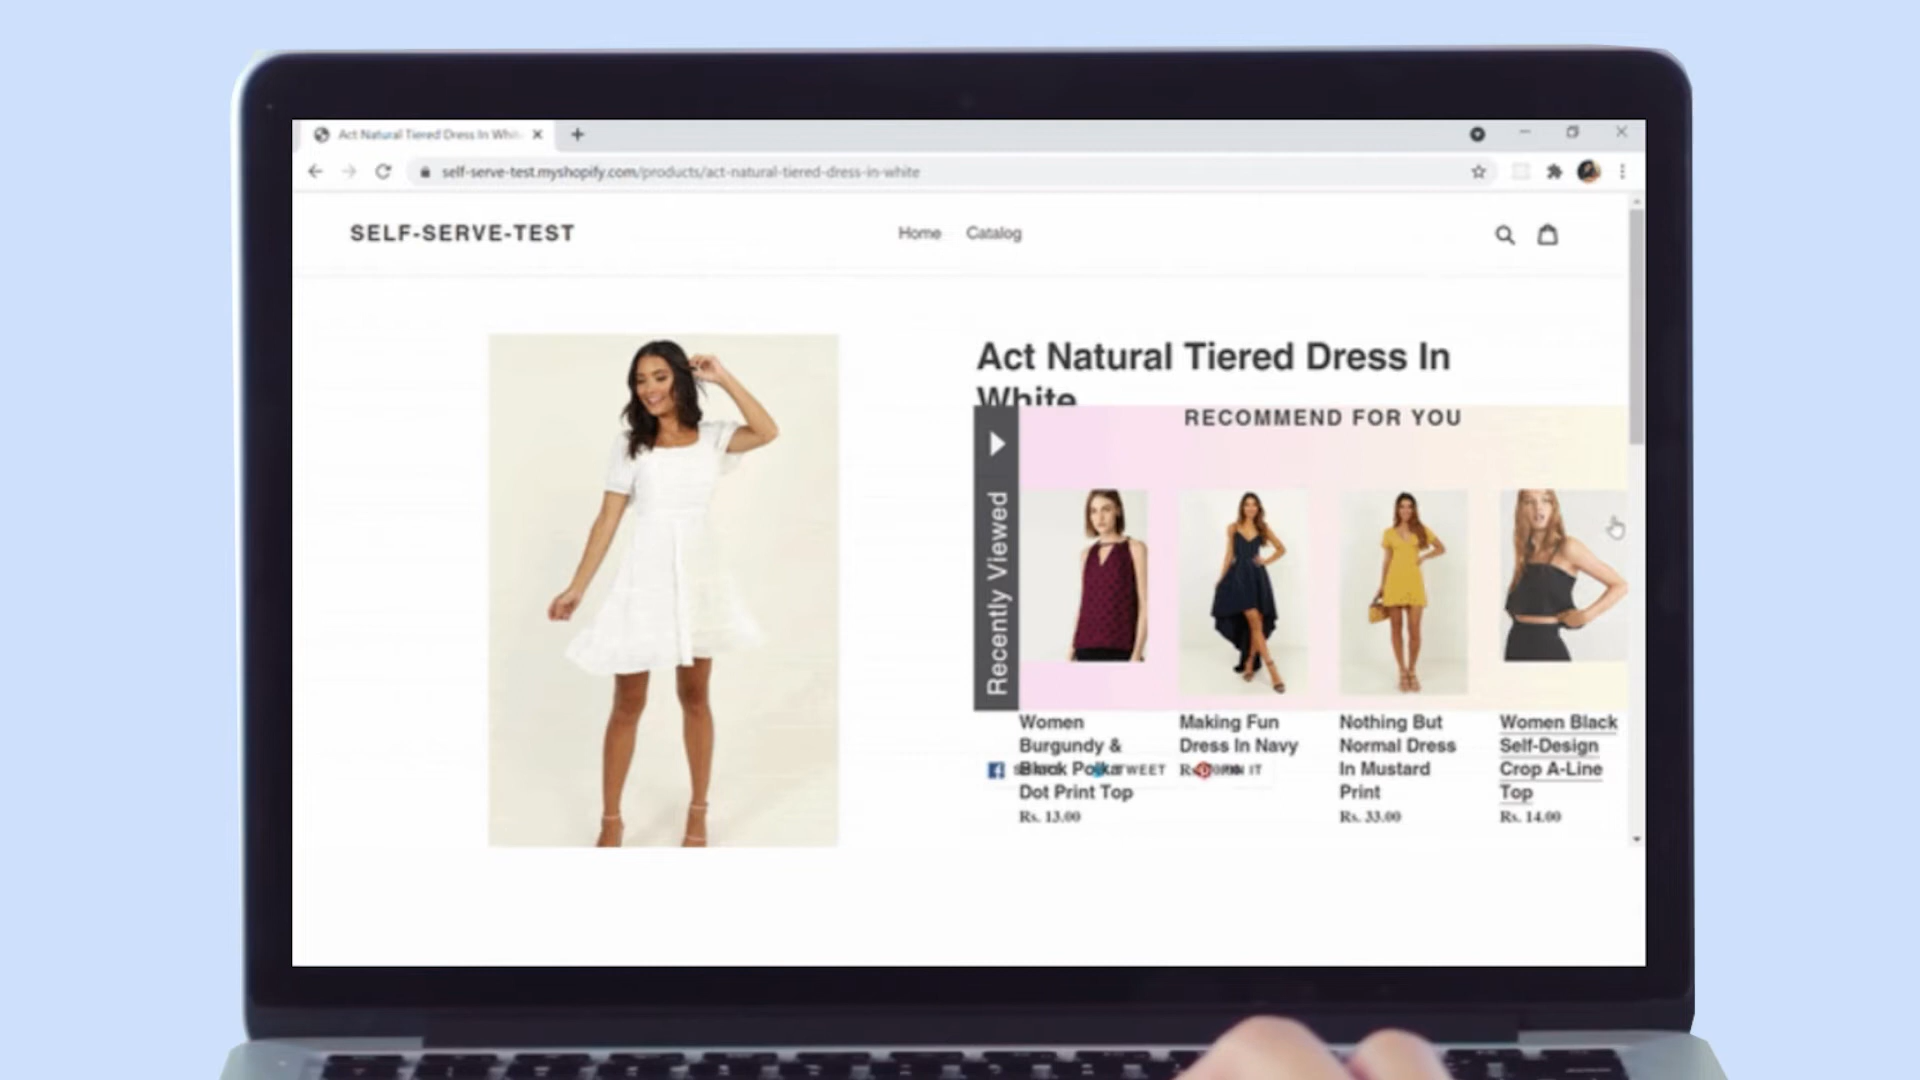 Act Natural Tiered Dress In Whit
self-serve-test.myshopify.com/products/act-natural-tiered-dress-in-white
SELF-SERVE-TEST
Home
Catalog
Act Natural Tiered Dress In
White
RECOMMEND FOR YOU
Recently Viewed
Women
Burgundy &
Black Polka
Dot Print Top
Rs. 13.00
Making Fun
Dress In Navy
Nothing But
Normal Dress
In Mustard
Print
Rs. 33.00
Women Black
Self-Design
Crop A-Line
Top
Rs. 14.00
TWEET
IT